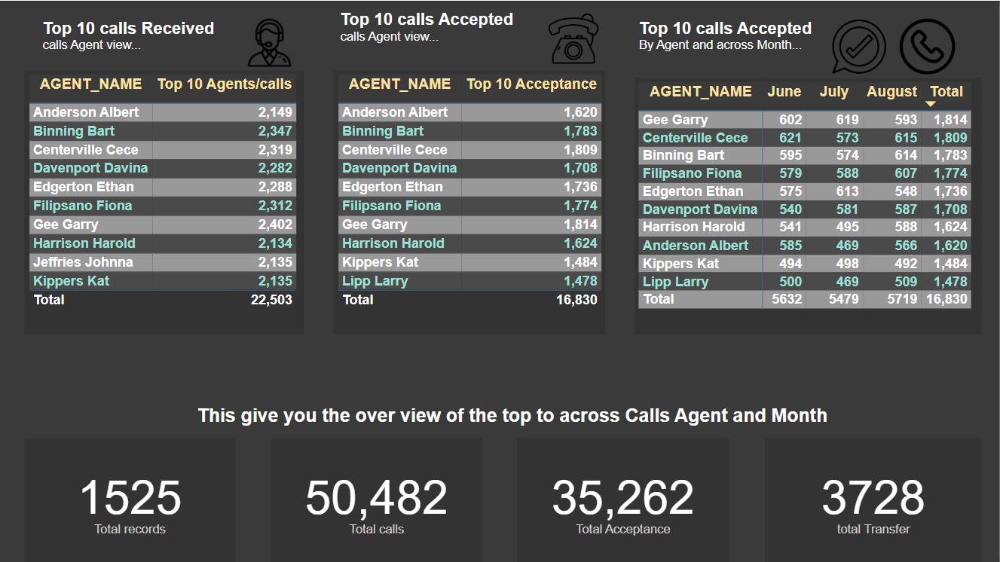 Top 10 calls Received
calls Agent view...
AGENT_NAME Top 10 Agents/calls
Anderson Albert 2,149
Binning Bart 2,347
Centerville Cece 2,319
Davenport Davina 2,282
Edgerton Ethan 2,288
Filipsano Fiona 2,312
Gee Garry 2,402
Harrison Harold 2,134
Jeffries Johnna 2,135
Kippers Kat 2,135
Total 22,503
Top 10 calls Accepted
calls Agent view...
AGENT_NAME Top 10 Acceptance
Anderson Albert 1,620
Binning Bart 1,783
Centerville Cece 1,809
Davenport Davina 1,708
Edgerton Ethan 1,736
Filipsano Fiona 1,774
Gee Garry 1,814
Harrison Harold 1,624
Kippers Kat 1,484
Lipp Larry 1,478
Total 16,830
Top 10 calls Accepted
By Agent and across Month...
AGENT_NAME June July August Total
Gee Garry 602 619 593 1,814
Centerville Cece 621 573 615 1,809
Binning Bart 595 574 614 1,783
Filipsano Fiona 579 588 607 1,774
Edgerton Ethan 575 613 548 1,736
Davenport Davina 540 581 587 1,708
Harrison Harold 541 495 588 1,624
Anderson Albert 585 469 566 1,620
Kippers Kat 494 498 492 1,484
Lipp Larry 500 469 509 1,478
Total 5632 5479 5719 16,830
This give you the over view of the top to across Calls Agent and Month
1525
Total records
50,482
Total calls
35,262
Total Acceptance
3728
total Transfer